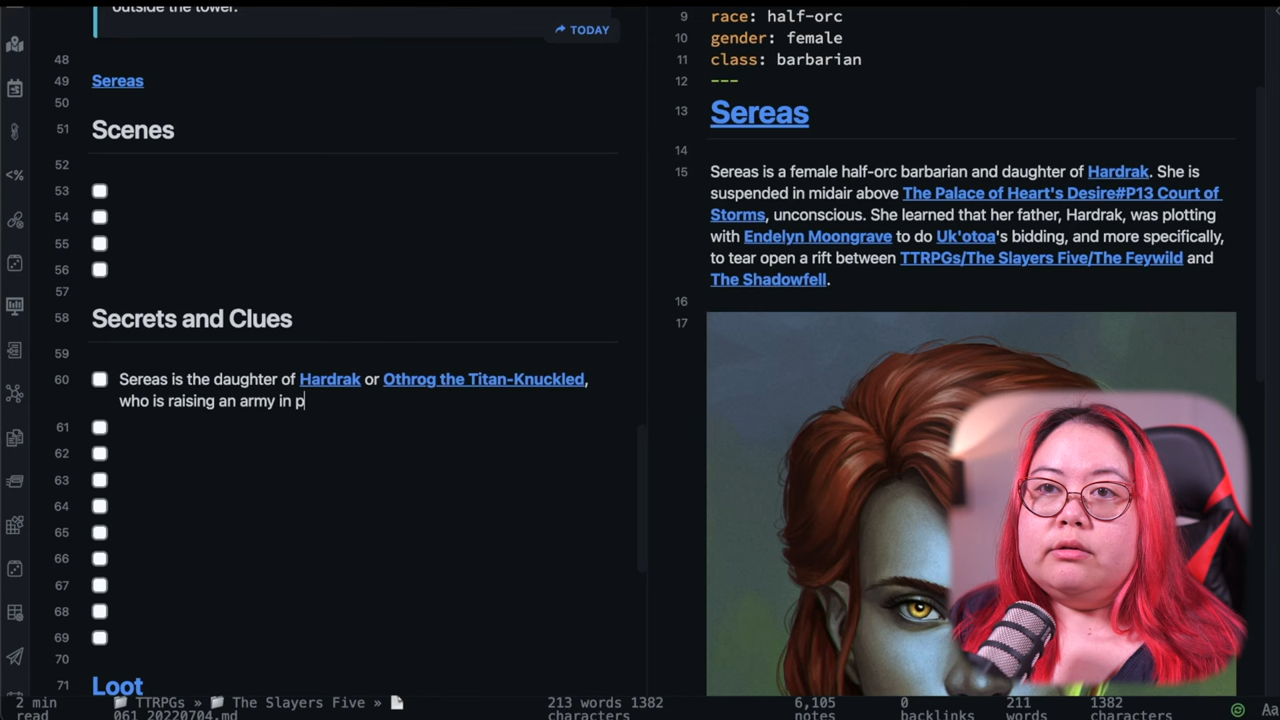 outside the tower.
TODAY
48
49 Sereas
50
51 Scenes
52
53
54
55
56
57
58 Secrets and Clues
59
60 Sereas is the daughter of Hardrak or Othrog the Titan-Knuckled,
who is raising an army in p
61
62
63
64
65
66
67
68
69
70
71 Loot
9 race: half-orc
10 gender: female
11 class: barbarian
12 ---
13 Sereas
14
15 Sereas is a female half-orc barbarian and daughter of Hardrak. She is
suspended in midair above The Palace of Heart's Desire#P13 Court of
Storms, unconscious. She learned that her father, Hardrak, was plotting
with Endelyn Moongrave to do Uk'otoa's bidding, and more specifically,
to tear open a rift between TTRPGs/The Slayers Five/The Feywild and
The Shadowfell.
16
17
2 min read
TTRPGs » The Slayers Five »
061_20220704.md
213 words 1382 characters
6,105 notes
0 backlinks
211 words
1382 characters
Aa